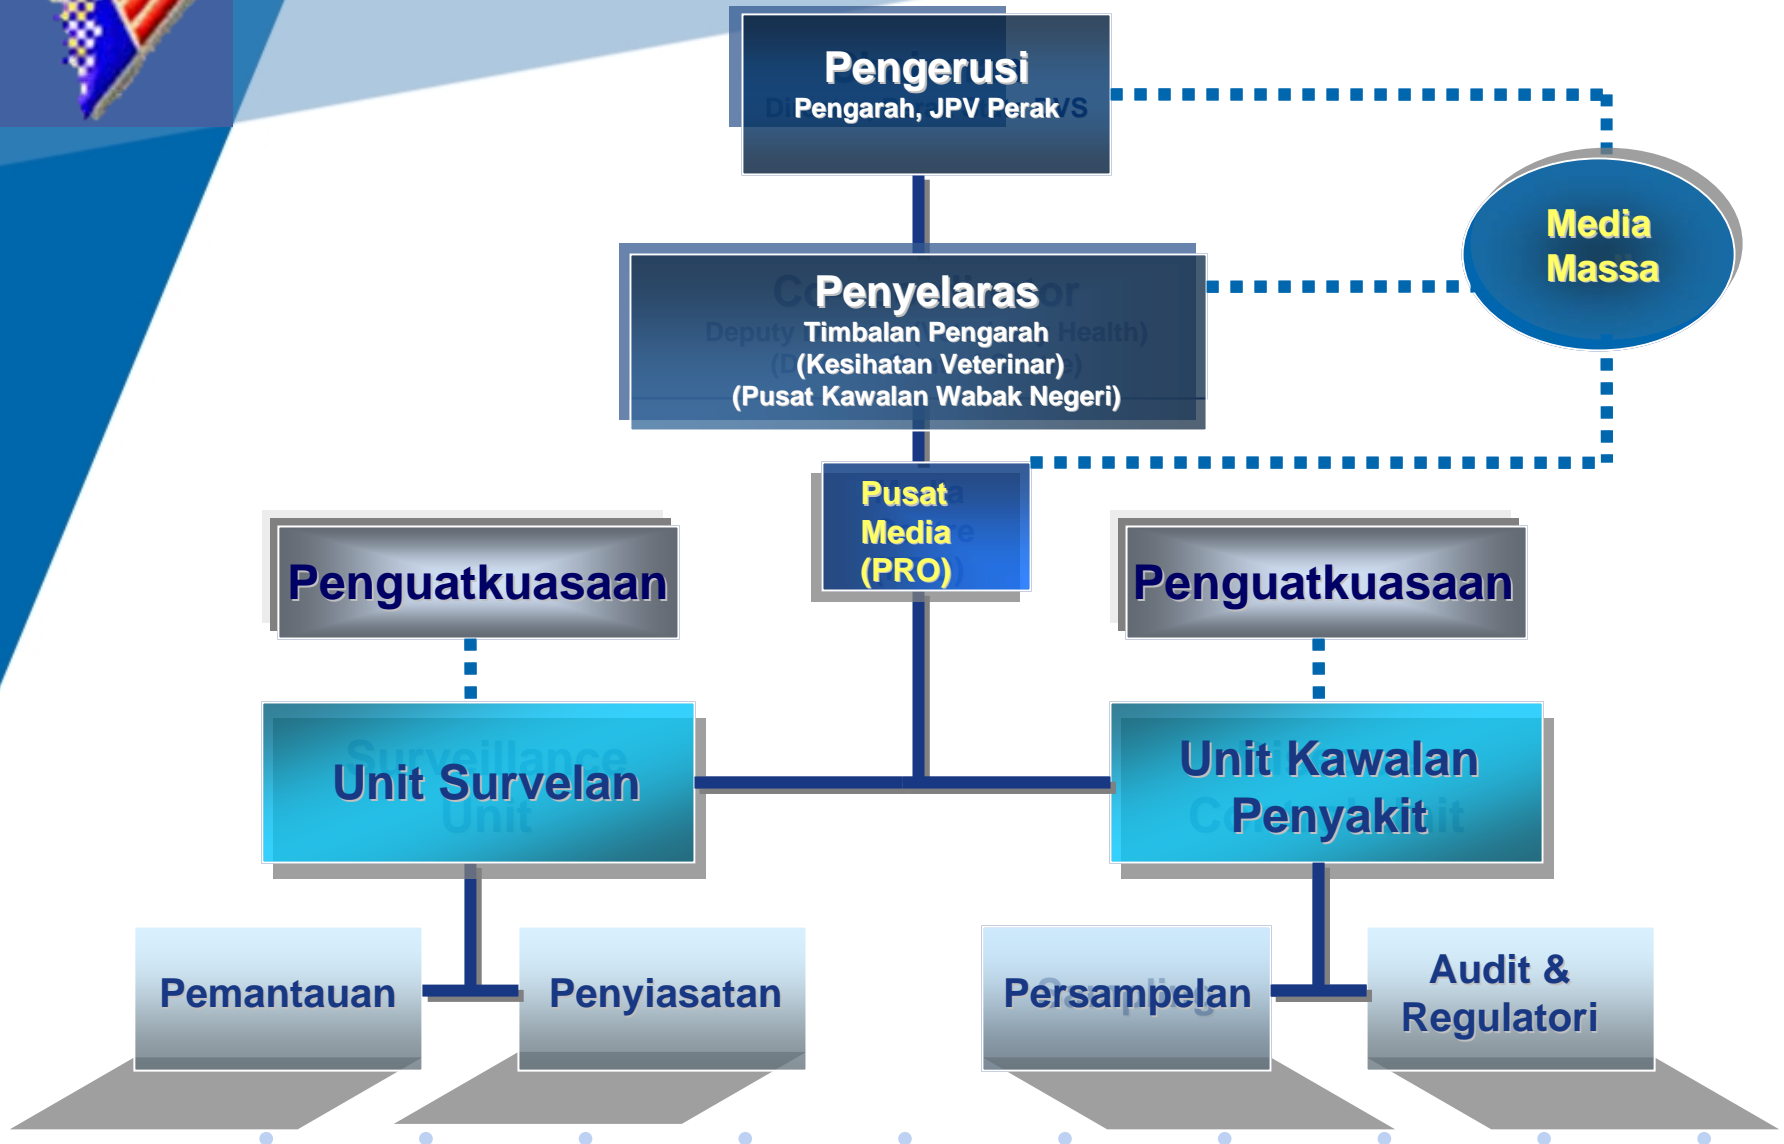 Pengerusi
Pengarah, JPV Perak
Media
Massa
Penyelaras
Timbalan Pengarah
(Kesihatan Veterinar)
(Pusat Kawalan Wabak Negeri)
Pusat
Media
(PRO)
Penguatkuasaan
Penguatkuasaan
Unit Survelan
Unit Kawalan
Penyakit
Pemantauan
Penyiasatan
Persampelan
Audit &
Regulatori